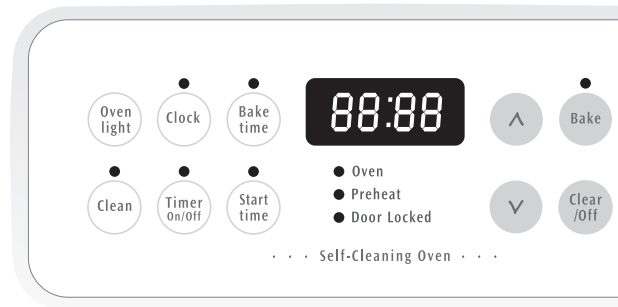 Oven
light
Clock
Bake
time
88:88
Bake
Clean
Timer
On/Off
Start
time
Oven
Preheat
Door Locked
Clear
/Off
Self-Cleaning Oven